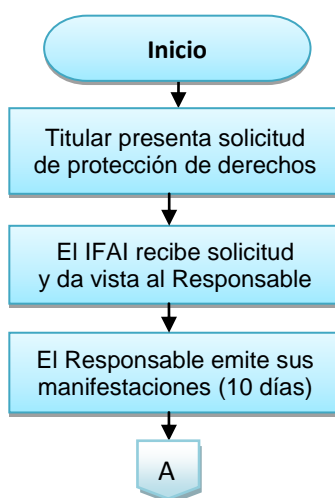 Inicio
Titular presenta solicitud
de protección de derechos
El IFAI recibe solicitud
y da vista al Responsable
El Responsable emite sus
manifestaciones (10 días)
A